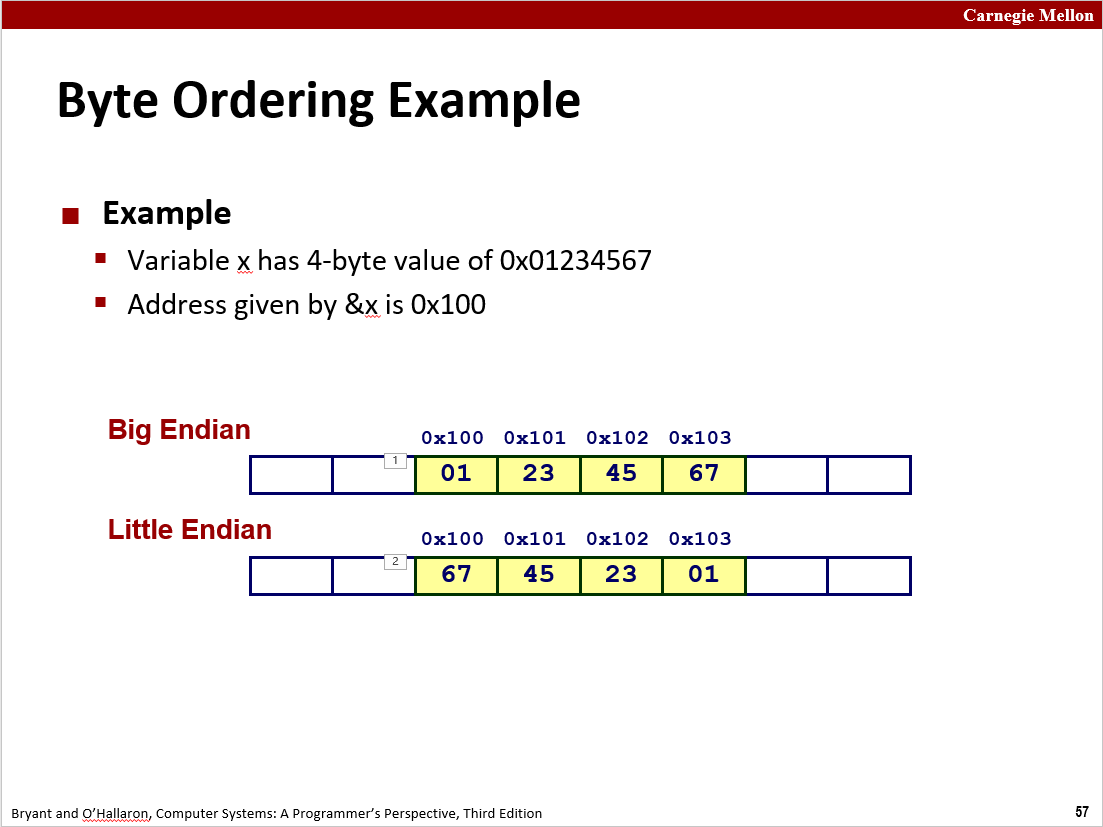 Carnegie Mellon
Byte Ordering Example
Example
Variable x has 4-byte value of 0x01234567
Address given by &x is 0x100
Big Endian
0x100 0x101 0x102 0x103
1
01 23 45 67
Little Endian
0x100 0x101 0x102 0x103
2
67 45 23 01
Bryant and O’Hallaron, Computer Systems: A Programmer’s Perspective, Third Edition
57